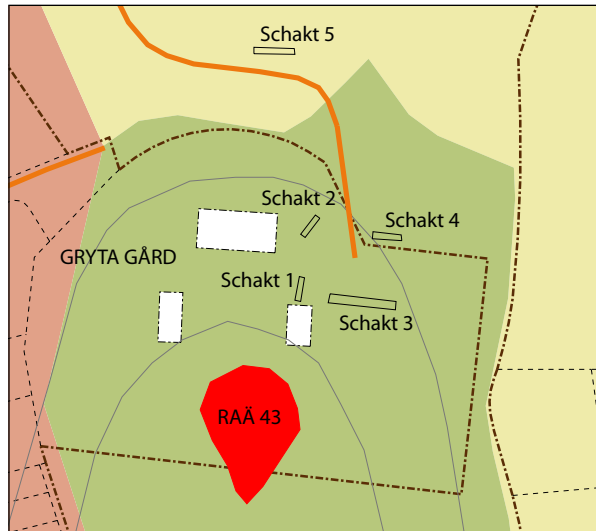 Schakt 5
Schakt 2
Schakt 4
GRYTA GÅRD
Schakt 1
Schakt 3
RAÄ 43